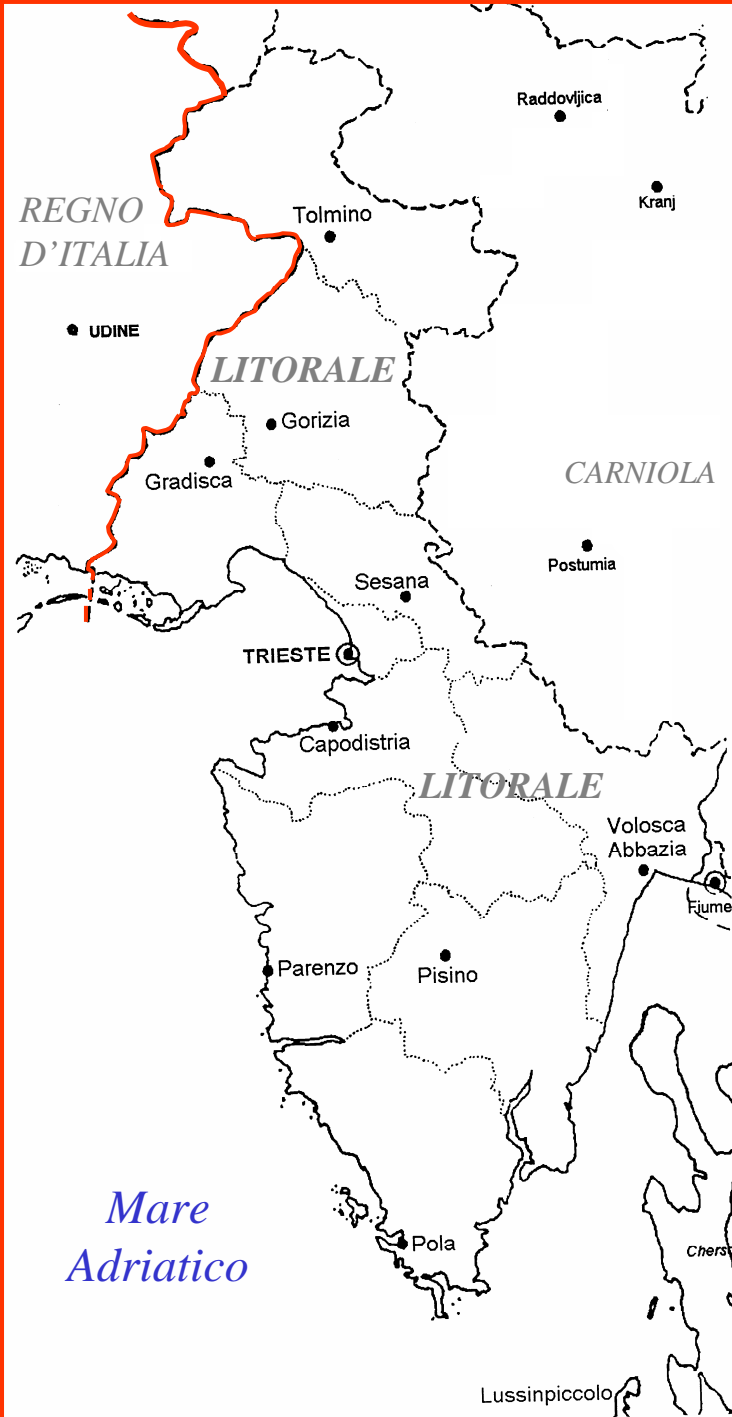 Raddovljica
Kranj
REGNO
D'ITALIA
Tolmino
UDINE
LITORALE
Gorizia
CARNIOLA
Gradisca
Postumia
Sesana
TRIESTE
Capodistria
LITORALE
Volosca
Abbazia
Fiume
Parenzo
Pisino
Mare
Adriatico
Pola
Cherso
Lussinpiccolo